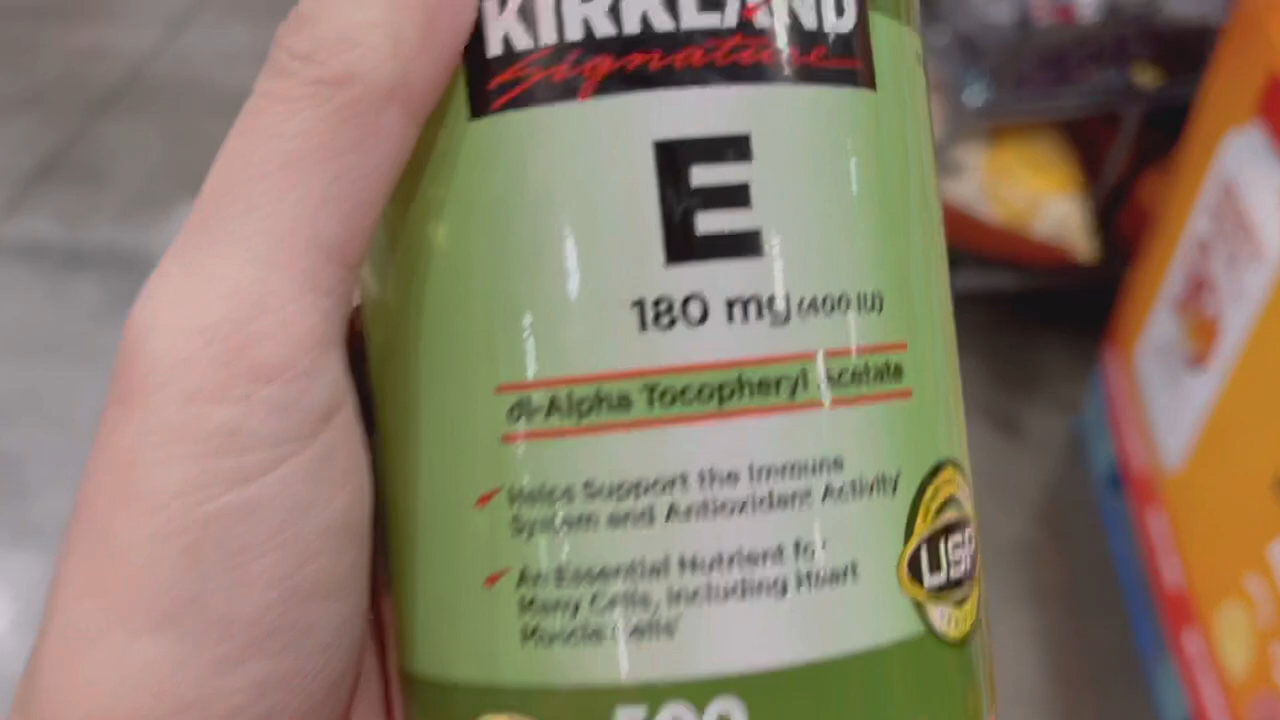 KIRKLAND
Signature
E
180 mg (400 IU)
dl-Alpha Tocopheryl Acetate
Helps Support the Immune
System and Antioxidant Activity
An Essential Nutrient for
Many Cells, Including Heart
Muscle Cells
USP
500